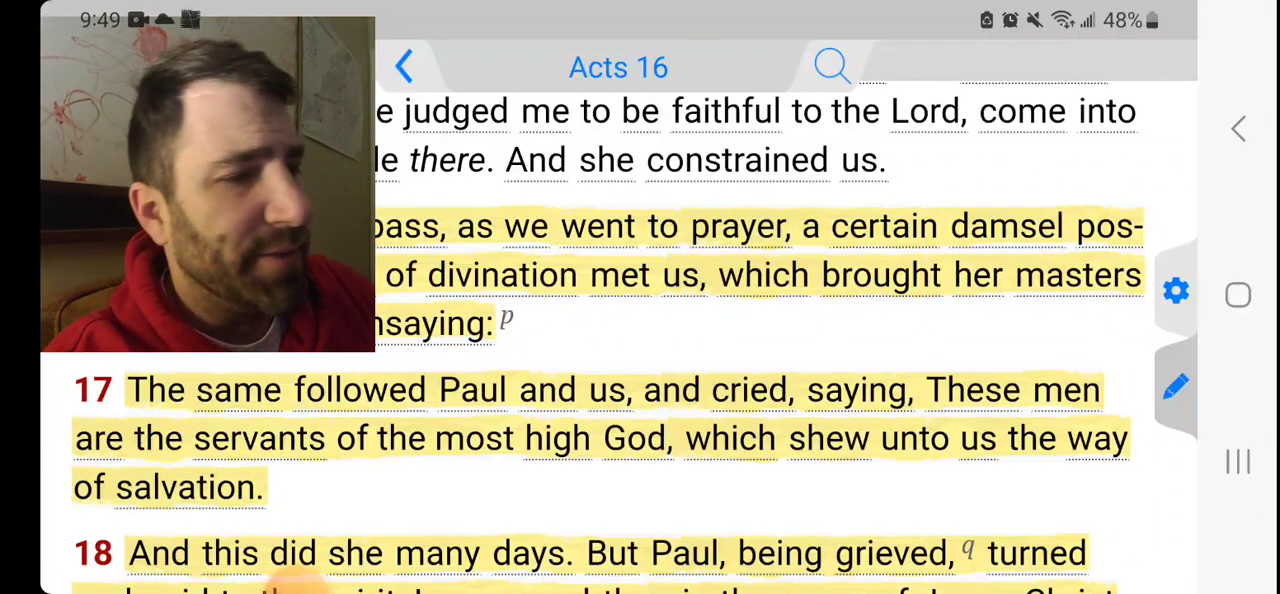 9:49 48%
Acts 16
e judged me to be faithful to the Lord, come into
le there. And she constrained us.
pass, as we went to prayer, a certain damsel pos-
of divination met us, which brought her masters
nsaying: p
17 The same followed Paul and us, and cried, saying, These men
are the servants of the most high God, which shew unto us the way
of salvation.
18 And this did she many days. But Paul, being grieved, q turned